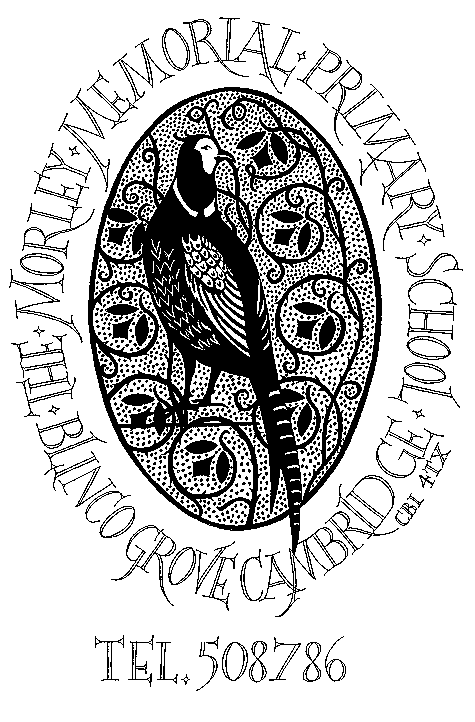 THE MORLEY MEMORIAL PRIMARY SCHOOL
BLINCO GROVE CAMBRIDGE
CB1 4TX
TEL. 508786